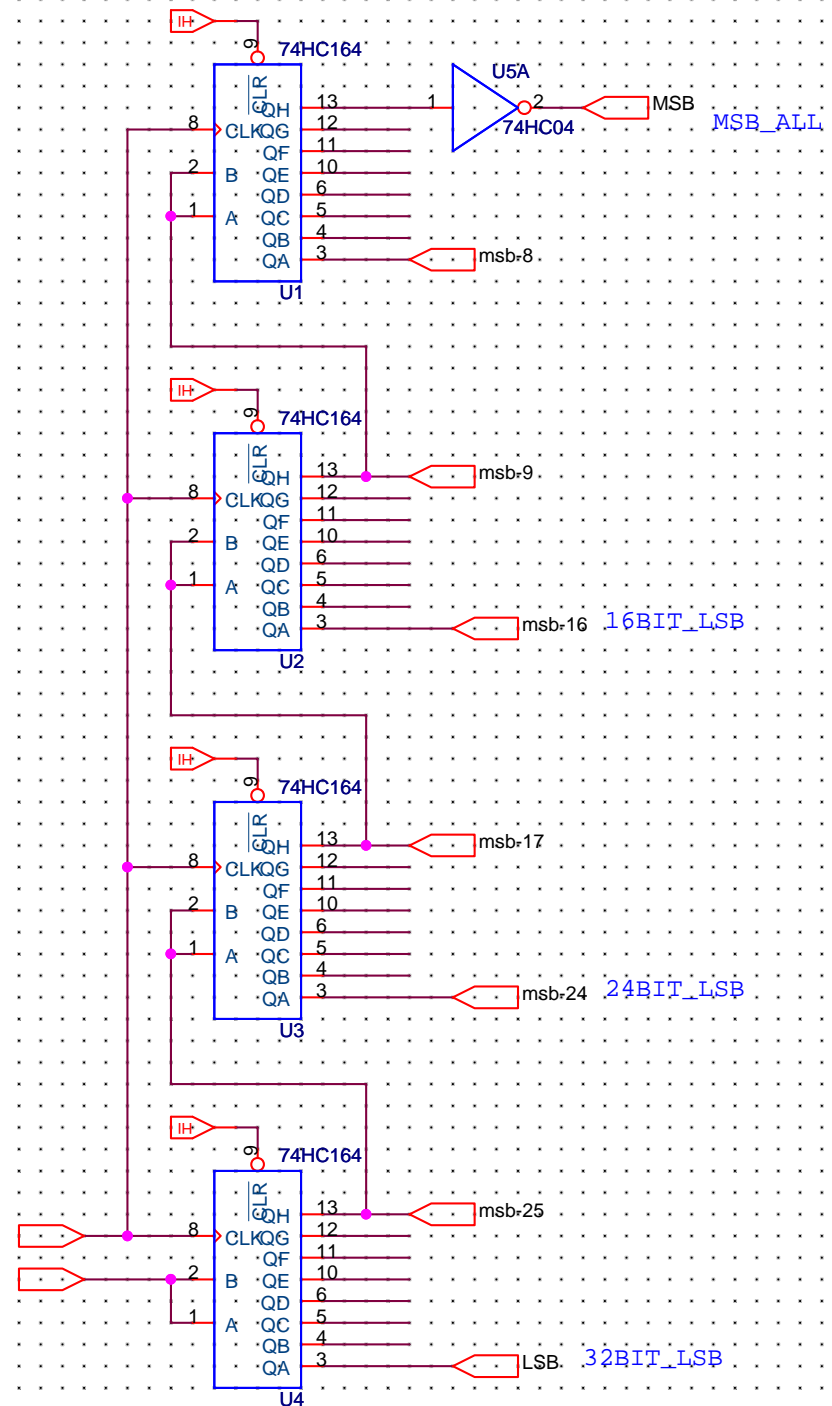 IH
9
74HC164
CLR
U5A
13 QH
1
2
MSB
8 CLK QG 12
74HC04
MSB_ALL
QF 11
2 B QE 10
QD 6
1 A QC 5
QB 4
QA 3 msb-8
U1
IH
9
74HC164
CLR
QH 13 msb-9
8 CLK QG 12
QF 11
2 B QE 10
QD 6
1 A QC 5
QB 4
QA 3 msb-16 16BIT_LSB
U2
IH
9
74HC164
CLR
QH 13 msb-17
8 CLK QG 12
QF 11
2 B QE 10
QD 6
1 A QC 5
QB 4
QA 3 msb-24 24BIT_LSB
U3
IH
9
74HC164
CLR
QH 13 msb-25
8 CLK QG 12
QF 11
2 B QE 10
QD 6
1 A QC 5
QB 4
QA 3 LSB 32BIT_LSB
U4